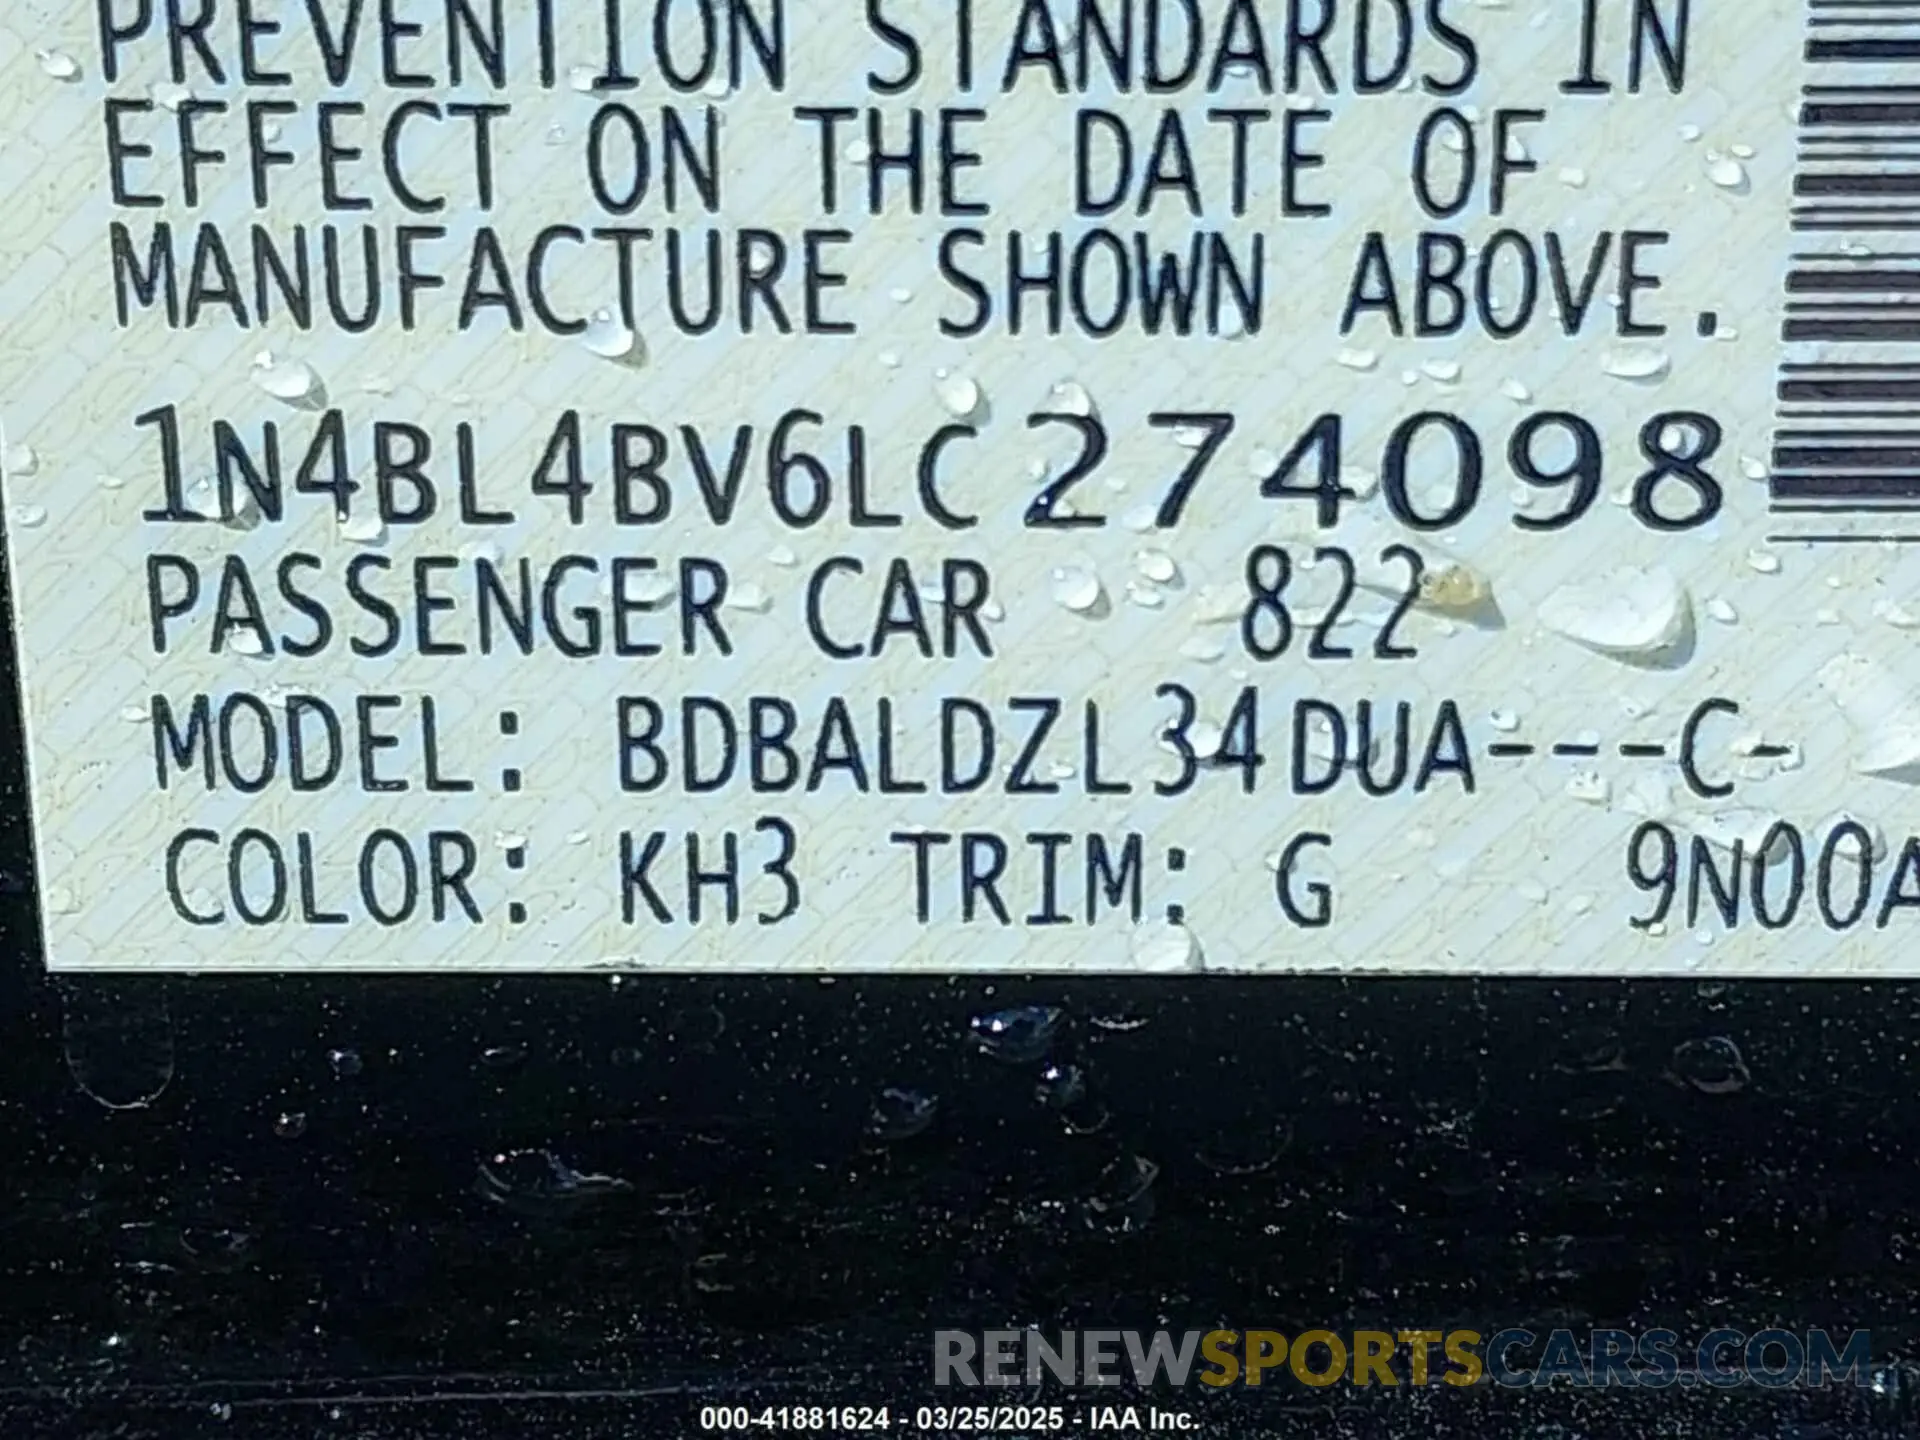 PREVENTION STANDARDS IN
EFFECT ON THE DATE OF
MANUFACTURE SHOWN ABOVE.
1N4BL4BV6LC274098
PASSENGER CAR 822
MODEL: BDBALDZL34DUA---C-
COLOR: KH3 TRIM: G 9N00A
RENEWSPORTSCARS.COM
000-41881624 - 03/25/2025 - IAA Inc.